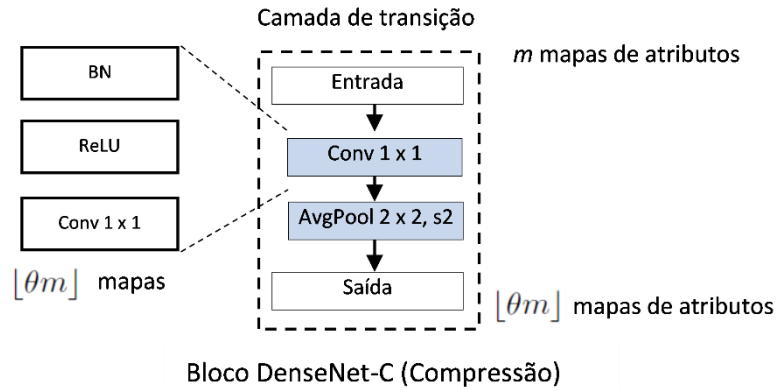 Camada de transição
m mapas de atributos
BN
ReLU
Conv 1 x 1
⌊θm⌋ mapas
Entrada
Conv 1 x 1
AvgPool 2 x 2, s2
Saída
⌊θm⌋ mapas de atributos
Bloco DenseNet-C (Compressão)